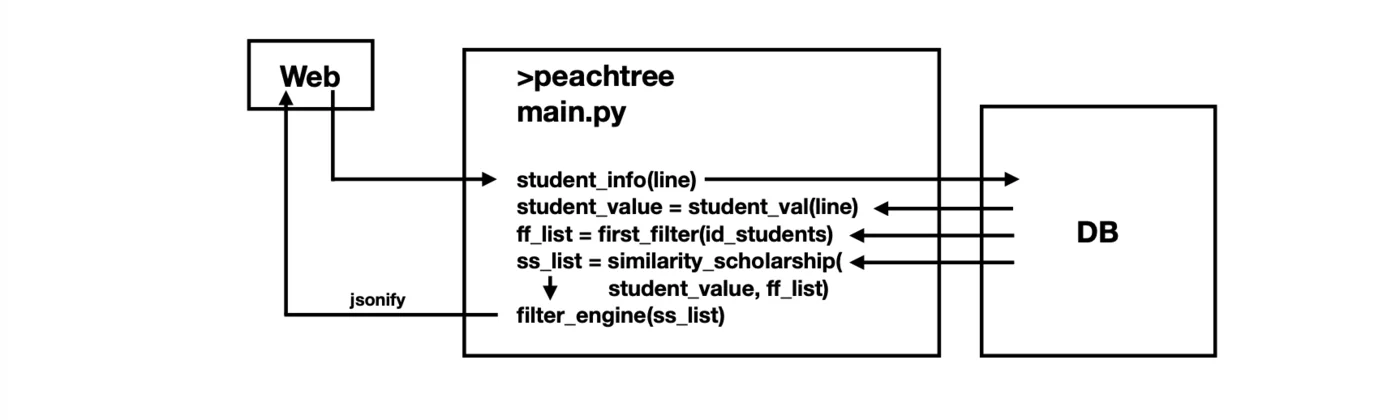 Web
>peachtree
main.py
student_info(line)
student_value = student_val(line)
ff_list = first_filter(id_students)
ss_list = similarity_scholarship(
student_value, ff_list)
filter_engine(ss_list)
jsonify
DB